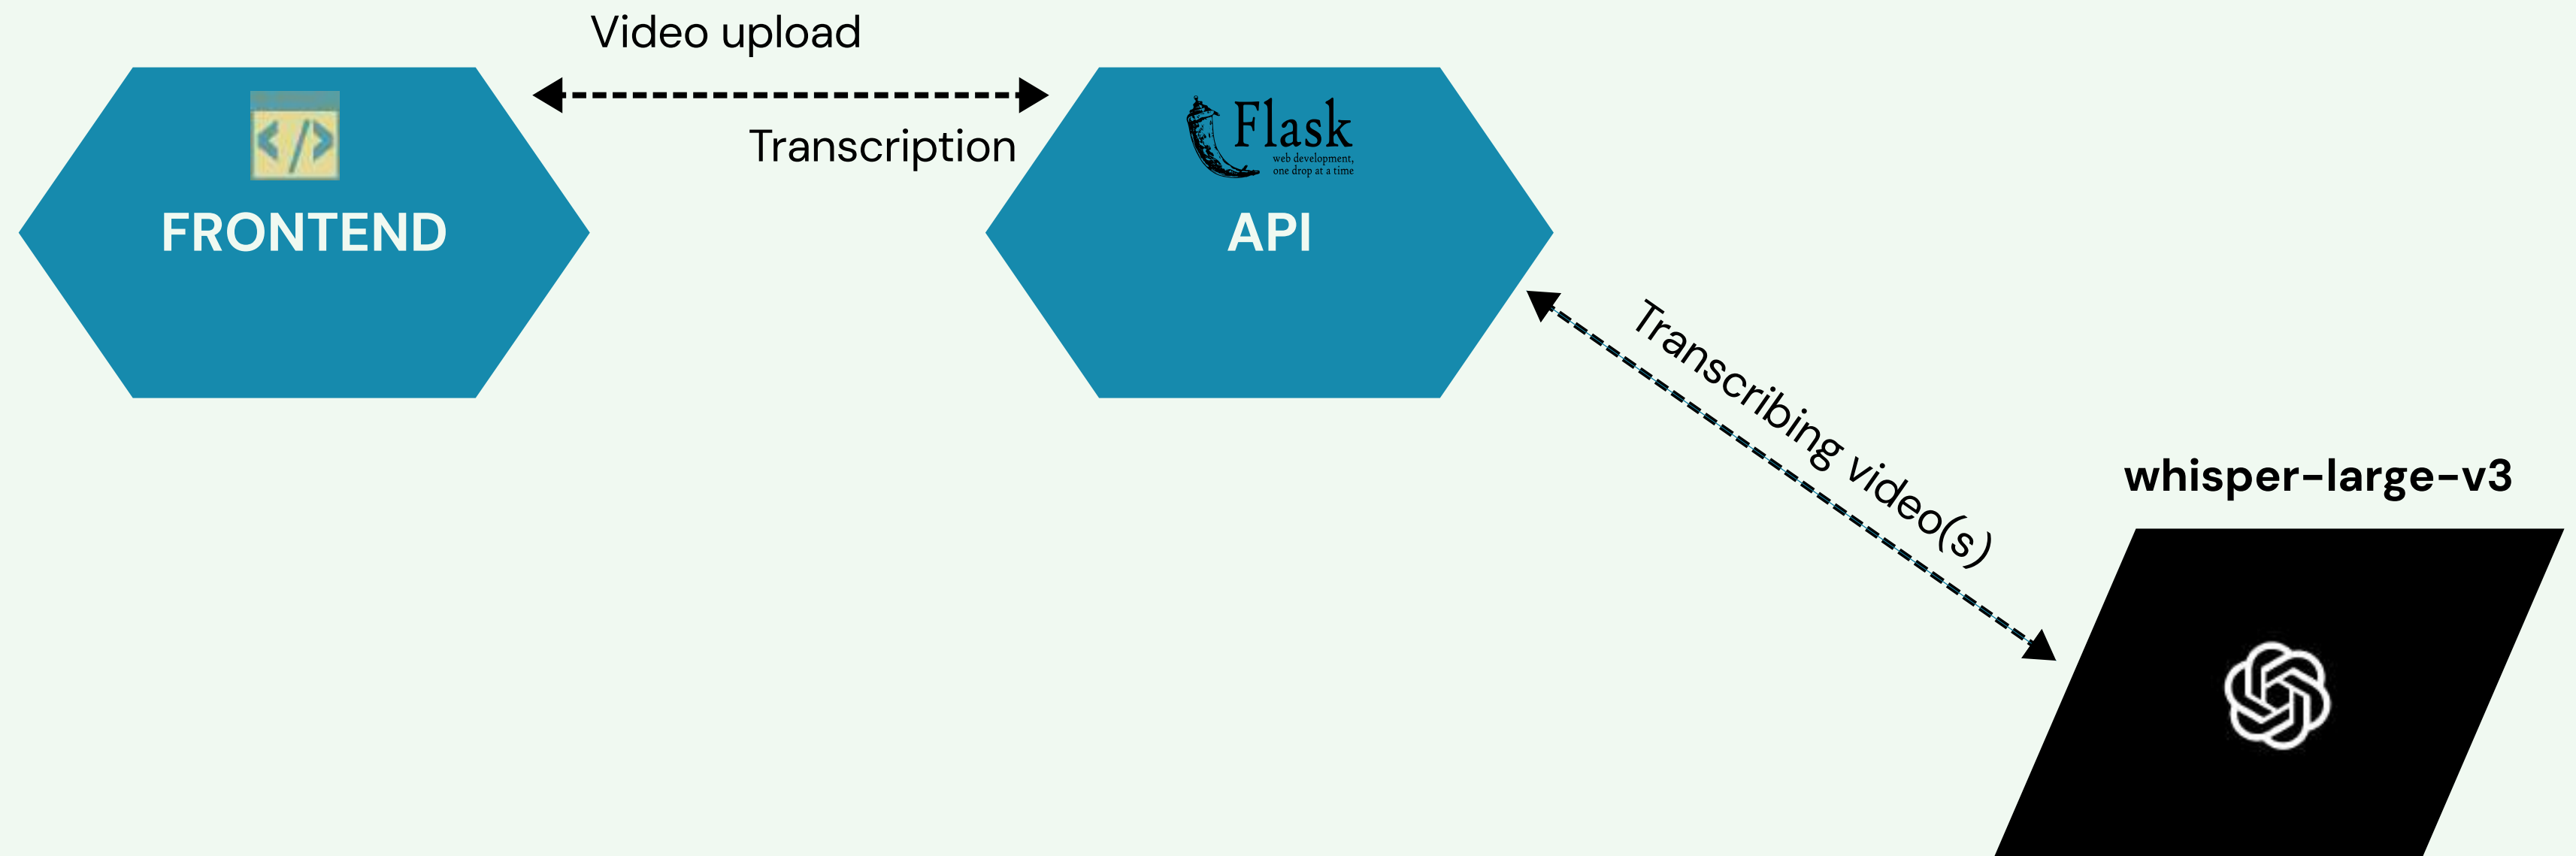 Video upload
Transcription
</>
FRONTEND
Flask
web development,
one drop at a time
API
Transcribing video(s)
whisper-large-v3